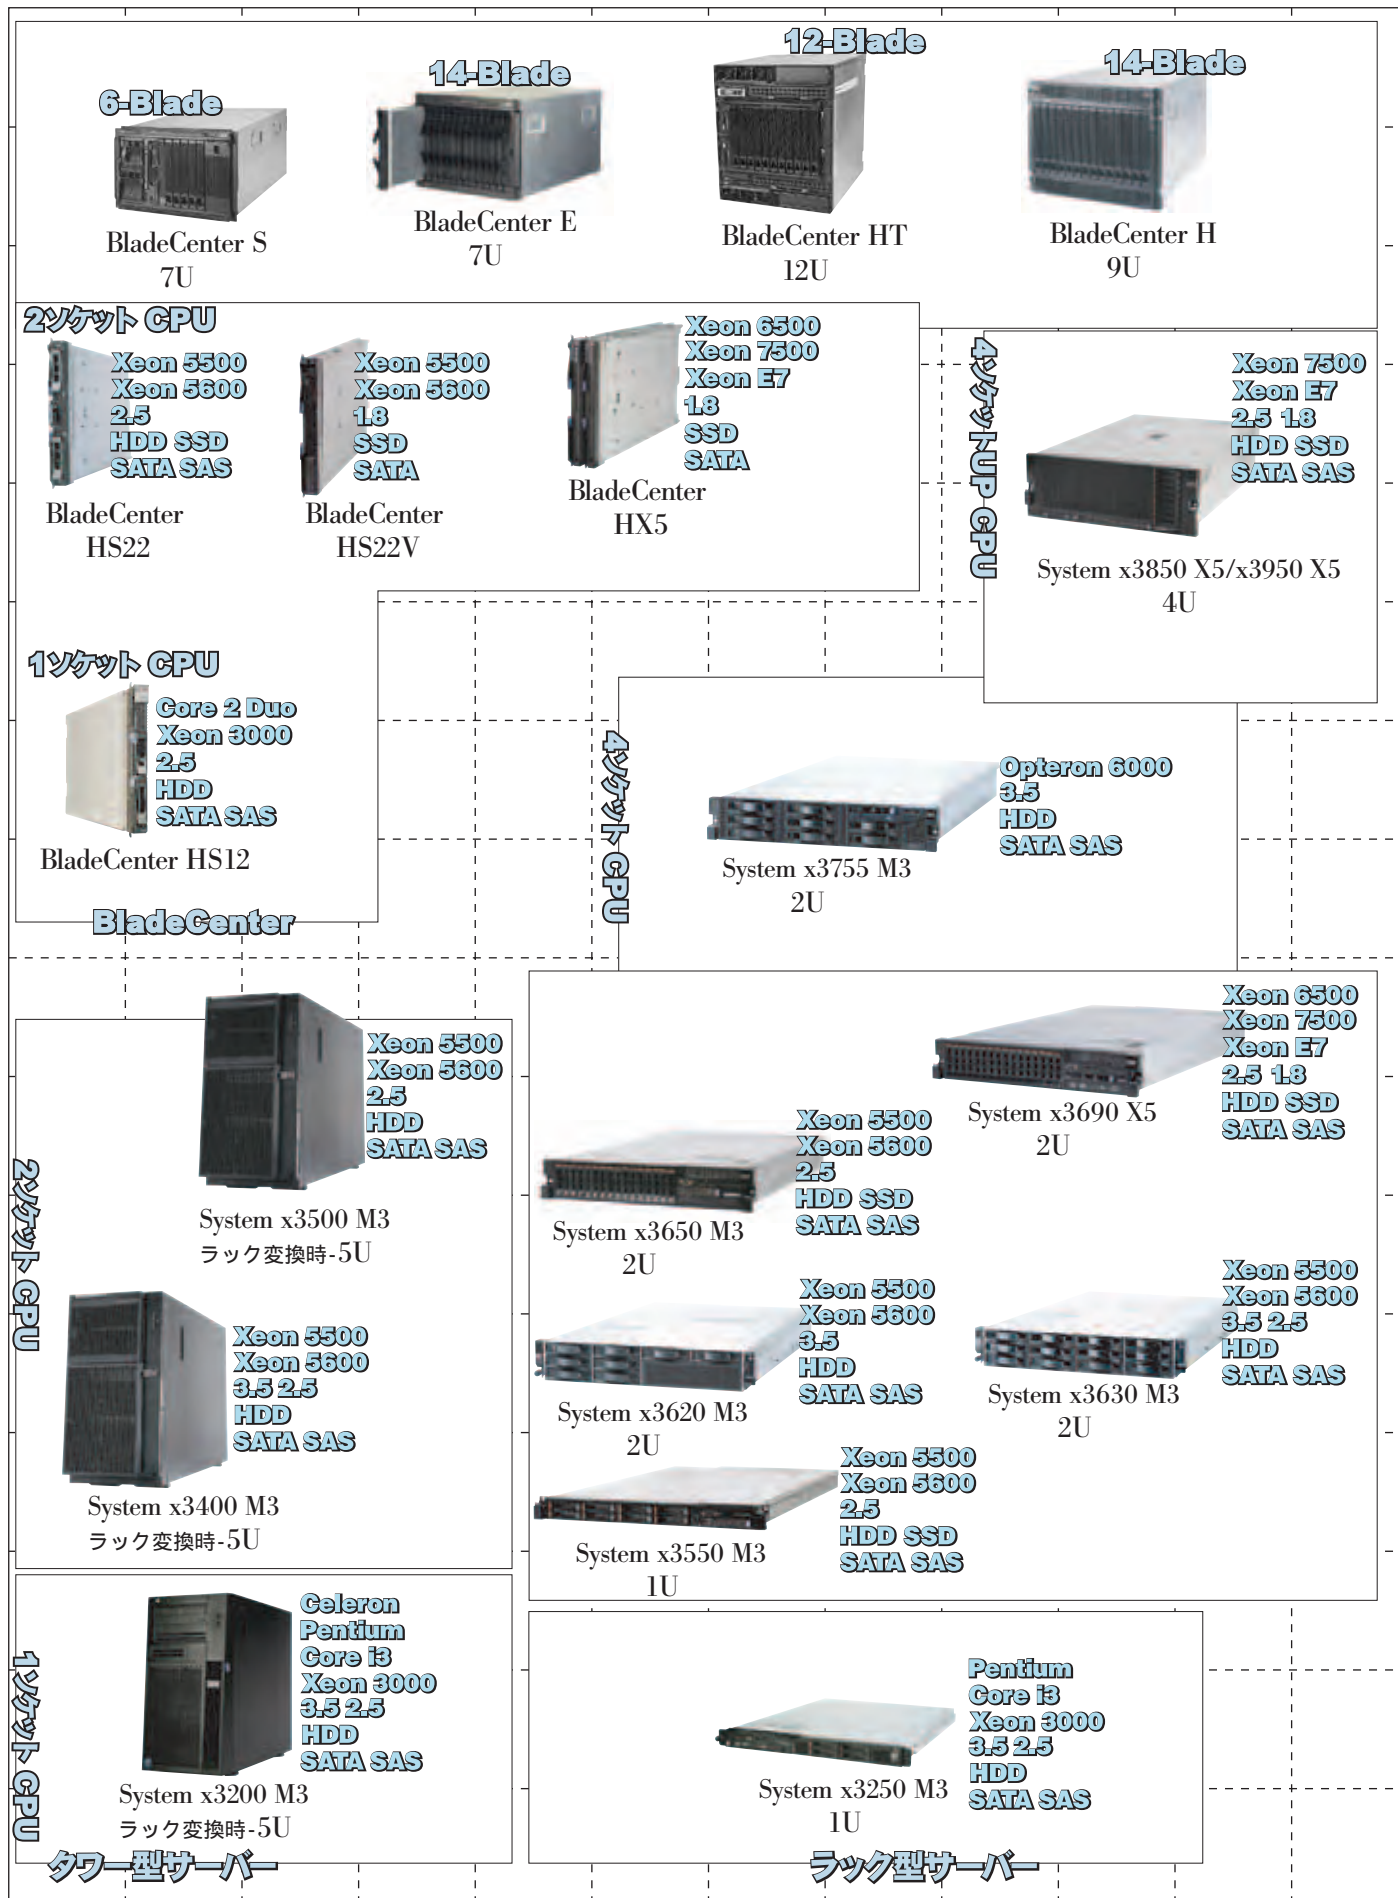 6-Blade
BladeCenter S
7U
14-Blade
BladeCenter E
7U
12-Blade
BladeCenter HT
12U
14-Blade
BladeCenter H
9U
2ソケット CPU
Xeon 5500
Xeon 5600
2.5
HDD SSD
SATA SAS
BladeCenter
HS22
Xeon 5500
Xeon 5600
1.8
SSD
SATA
BladeCenter
HS22V
Xeon 6500
Xeon 7500
Xeon E7
1.8
SSD
SATA
BladeCenter
HX5
4ソケットUP CPU
Xeon 7500
Xeon E7
2.5 1.8
HDD SSD
SATA SAS
System x3850 X5/x3950 X5
4U
1ソケット CPU
Core 2 Duo
Xeon 3000
2.5
HDD
SATA SAS
BladeCenter HS12
BladeCenter
4ソケット CPU
Opteron 6000
3.5
HDD
SATA SAS
System x3755 M3
2U
2ソケット CPU
Xeon 5500
Xeon 5600
2.5
HDD
SATA SAS
System x3500 M3
ラック変換時-5U
Xeon 5500
Xeon 5600
3.5 2.5
HDD
SATA SAS
System x3400 M3
ラック変換時-5U
Xeon 6500
Xeon 7500
Xeon E7
2.5 1.8
HDD SSD
SATA SAS
System x3690 X5
2U
Xeon 5500
Xeon 5600
2.5
HDD SSD
SATA SAS
System x3650 M3
2U
Xeon 5500
Xeon 5600
3.5
HDD
SATA SAS
System x3620 M3
2U
Xeon 5500
Xeon 5600
3.5 2.5
HDD
SATA SAS
System x3630 M3
2U
Xeon 5500
Xeon 5600
2.5
HDD SSD
SATA SAS
System x3550 M3
1U
1ソケット CPU
Celeron
Pentium
Core i3
Xeon 3000
3.5 2.5
HDD
SATA SAS
System x3200 M3
ラック変換時-5U
タワー型サーバー
Pentium
Core i3
Xeon 3000
3.5 2.5
HDD
SATA SAS
System x3250 M3
1U
ラック型サーバー